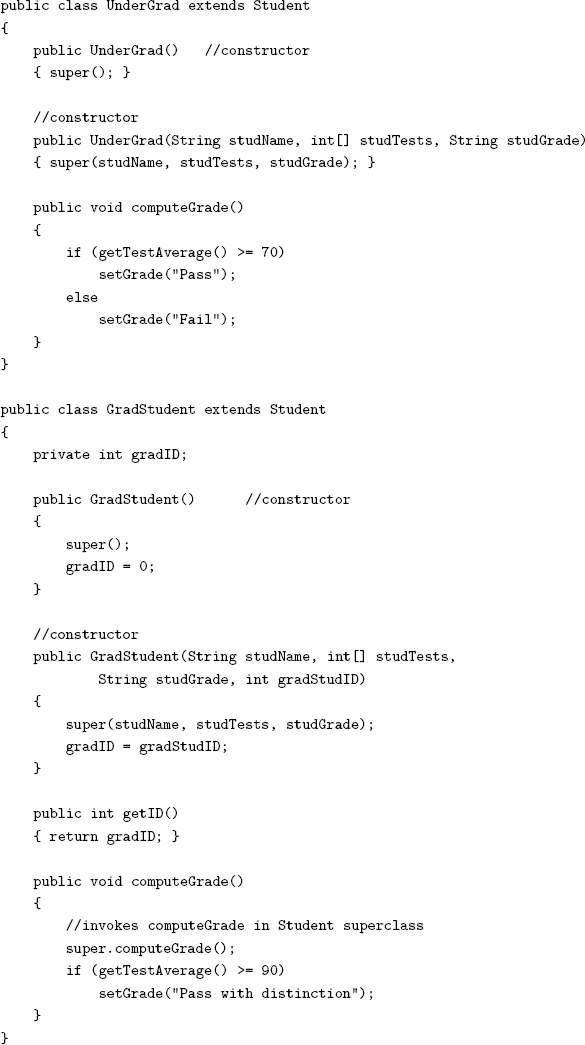 public class UnderGrad extends Student
{
    public UnderGrad()   //constructor
    { super(); }

    //constructor
    public UnderGrad(String studName, int[] studTests, String studGrade)
    { super(studName, studTests, studGrade); }

    public void computeGrade()
    {
        if (getTestAverage() >= 70)
            setGrade("Pass");
        else
            setGrade("Fail");
    }
}

public class GradStudent extends Student
{
    private int gradID;

    public GradStudent()      //constructor
    {
        super();
        gradID = 0;
    }

    //constructor
    public GradStudent(String studName, int[] studTests,
            String studGrade, int gradStudID)
    {
        super(studName, studTests, studGrade);
        gradID = gradStudID;
    }

    public int getID()
    { return gradID; }

    public void computeGrade()
    {
        //invokes computeGrade in Student superclass
        super.computeGrade();
        if (getTestAverage() >= 90)
            setGrade("Pass with distinction");
    }
}